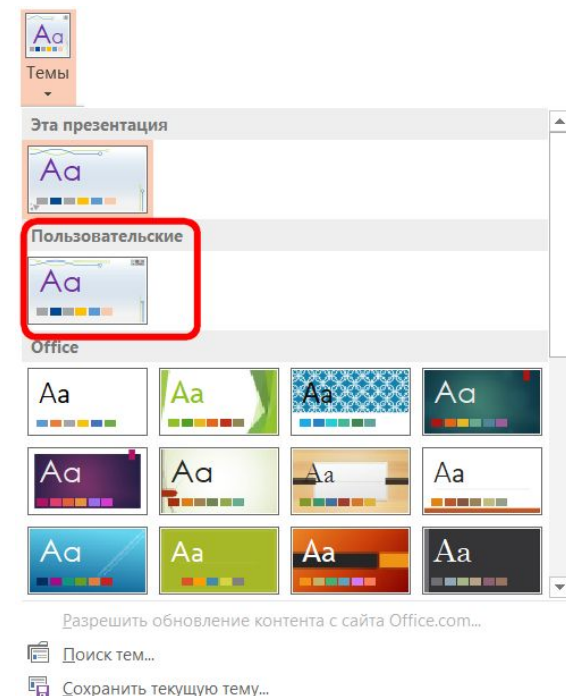 Aa
Темы
Эта презентация
Aa
Пользовательские
Aa
Office
Aa Aa Aa Aa
Aa Aa Aa Aa
Aa Aa Aa Aa
Разрешить обновление контента с сайта Office.com...
Поиск тем...
Сохранить текущую тему...